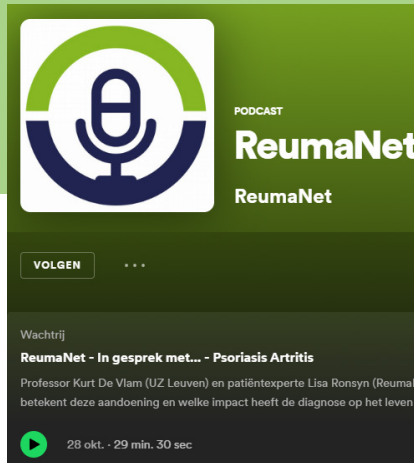 PODCAST
ReumaNet
ReumaNet
VOLGEN
Wachtrij
ReumaNet - In gesprek met... - Psoriasis Artritis
Professor Kurt De Vlam (UZ Leuven) en patiëntexperte Lisa Ronsyn (Reuma
betekent deze aandoening en welke impact heeft de diagnose op het leven
28 okt. · 29 min. 30 sec